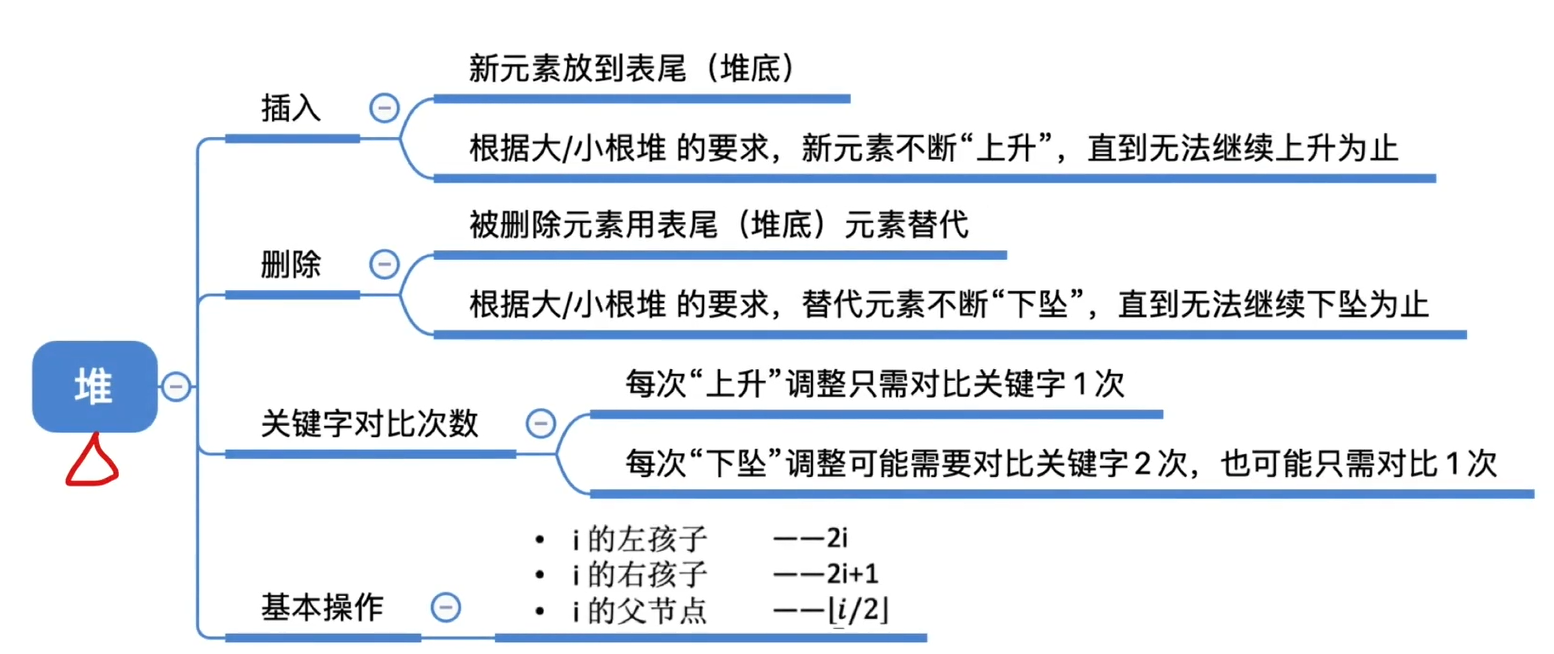 堆
插入
新元素放到表尾（堆底）
根据大/小根堆 的要求，新元素不断“上升”，直到无法继续上升为止
删除
被删除元素用表尾（堆底）元素替代
根据大/小根堆 的要求，替代元素不断“下坠”，直到无法继续下坠为止
关键字对比次数
每次“上升”调整只需对比关键字1次
每次“下坠”调整可能需要对比关键字2次，也可能只需对比1次
基本操作
• i 的左孩子 ——2i
• i 的右孩子 ——2i+1
• i 的父节点 ——⌊i/2⌋